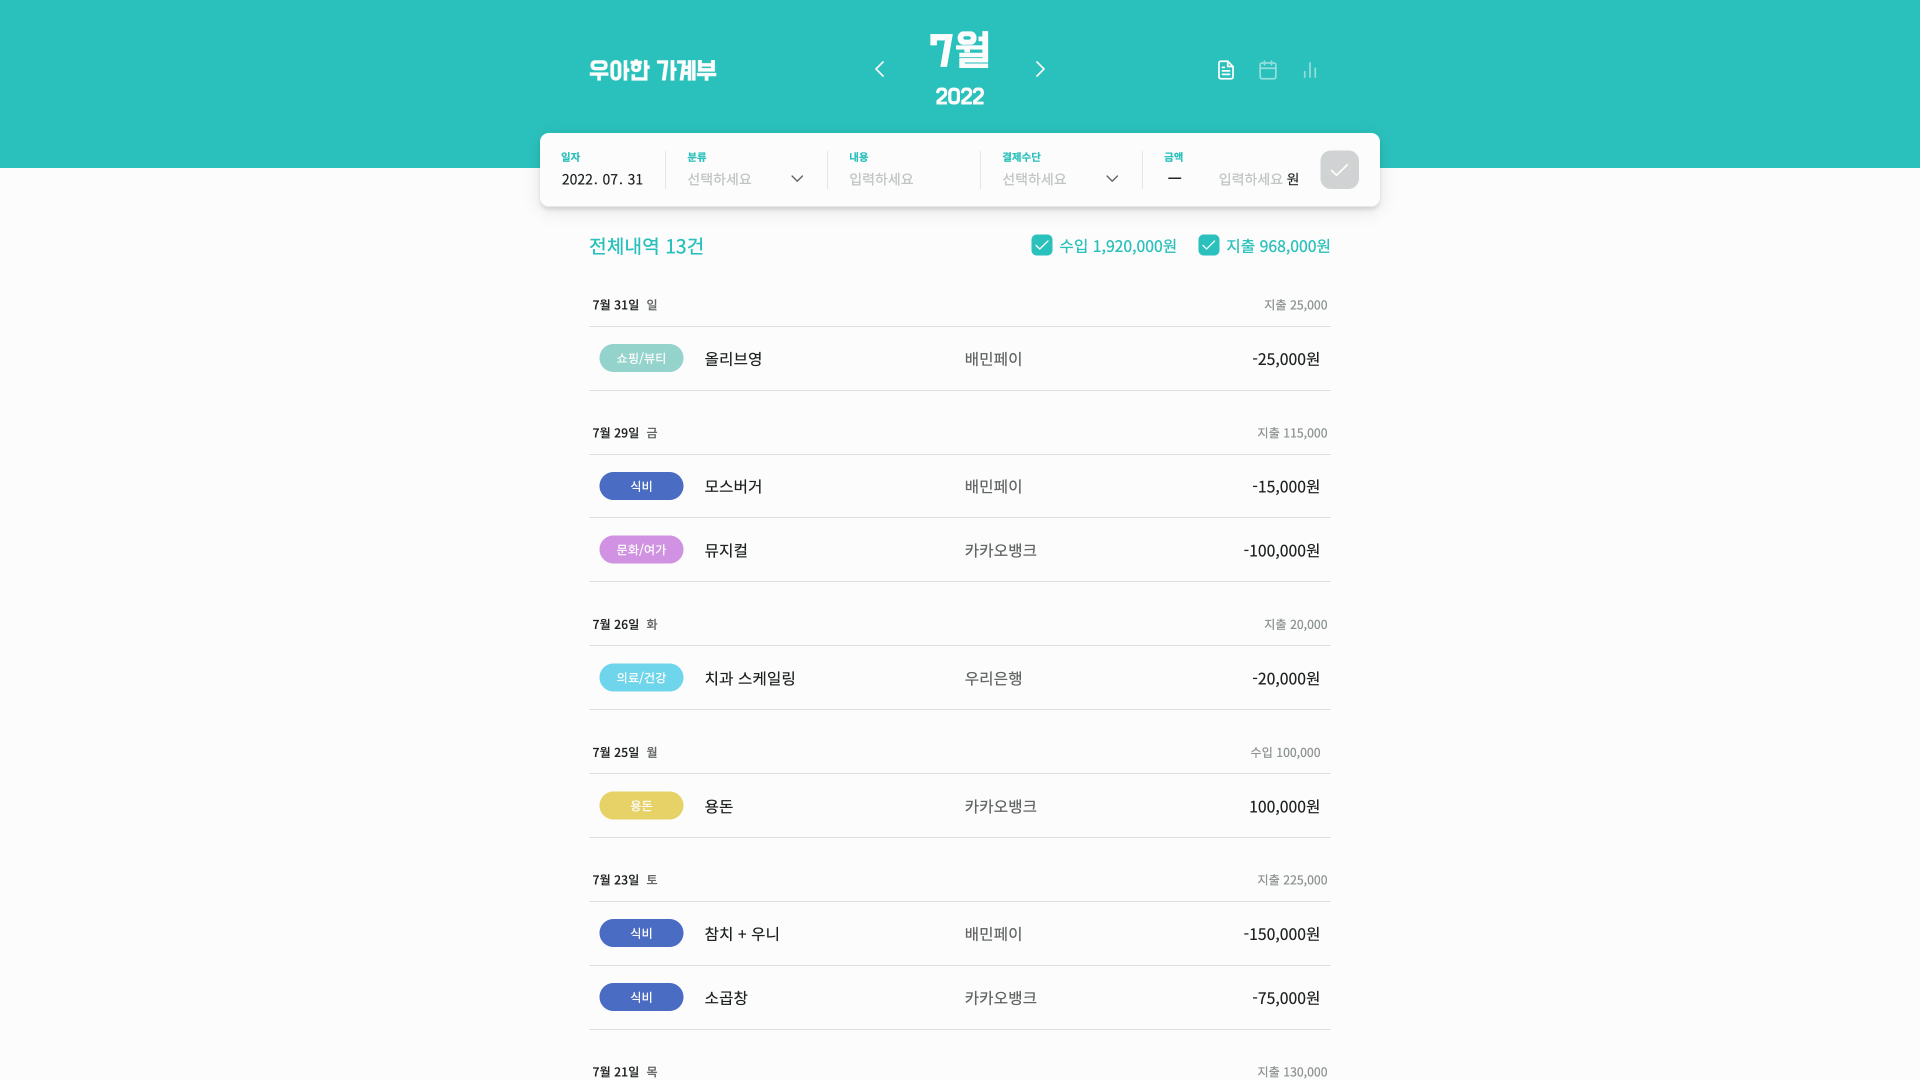 우아한 가계부
7월
2022
일자
2022. 07. 31
분류
선택하세요
내용
입력하세요
결제수단
선택하세요
금액
입력하세요 원
전체내역 13건
수입 1,920,000원
지출 968,000원
7월 31일 일
지출 25,000
쇼핑/뷰티 올리브영 배민페이 -25,000원
7월 29일 금
지출 115,000
식비 모스버거 배민페이 -15,000원
문화/여가 뮤지컬 카카오뱅크 -100,000원
7월 26일 화
지출 20,000
의료/건강 치과 스케일링 우리은행 -20,000원
7월 25일 월
수입 100,000
용돈 용돈 카카오뱅크 100,000원
7월 23일 토
지출 225,000
식비 참치 + 우니 배민페이 -150,000원
식비 소곱창 카카오뱅크 -75,000원
7월 21일 목
지출 130,000